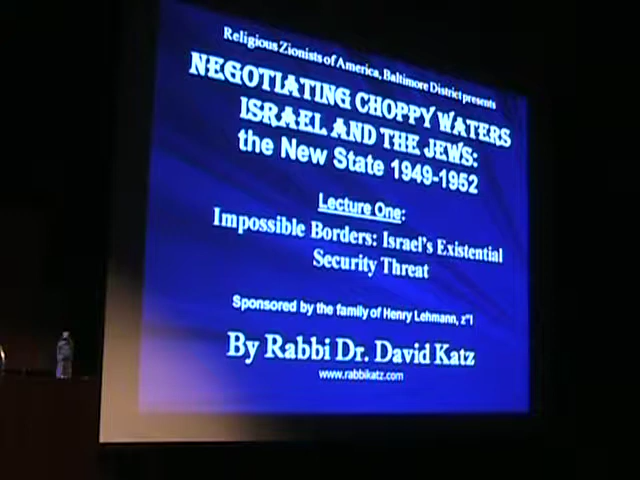 Religious Zionists of America, Baltimore District presents
NEGOTIATING CHOPPY WATERS
ISRAEL AND THE JEWS:
the New State 1949-1952
Lecture One:
Impossible Borders: Israel's Existential
Security Threat
Sponsored by the family of Henry Lehmann, z"l
By Rabbi Dr. David Katz
www.rabbikatz.com